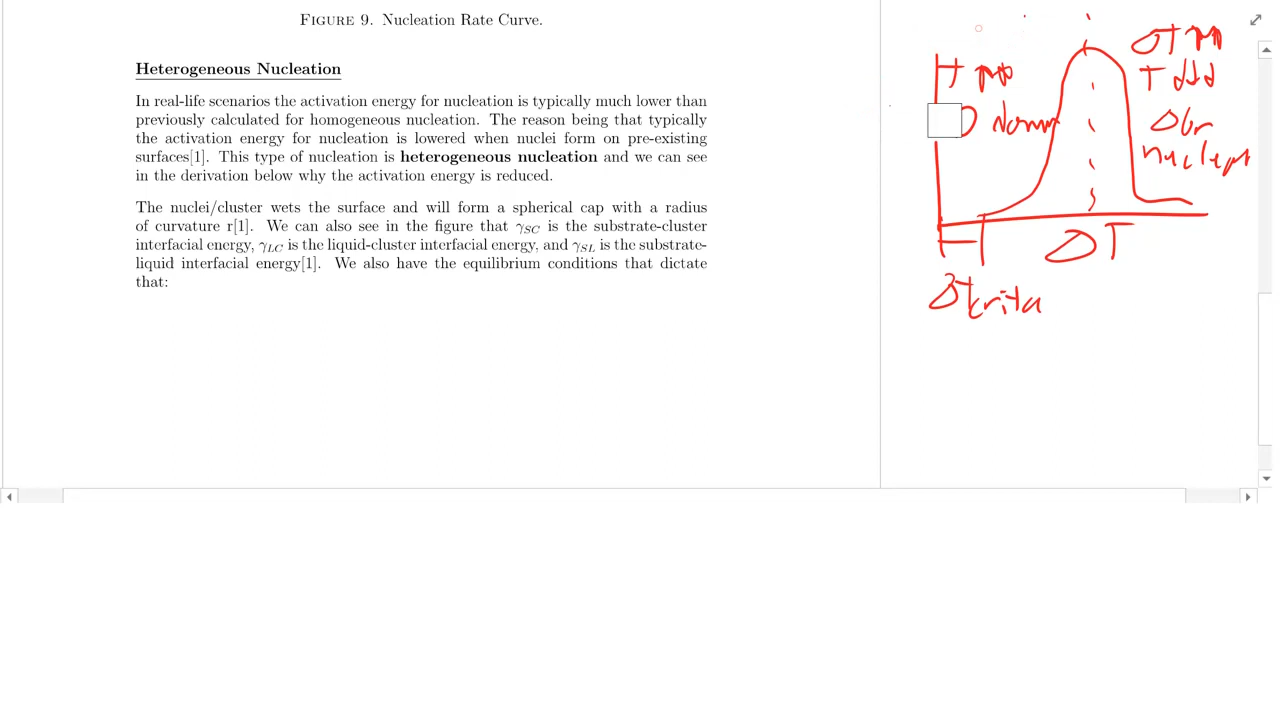 FIGURE 9. Nucleation Rate Curve.
Heterogeneous Nucleation
In real-life scenarios the activation energy for nucleation is typically much lower than
previously calculated for homogeneous nucleation. The reason being that typically
the activation energy for nucleation is lowered when nuclei form on pre-existing
surfaces[1]. This type of nucleation is heterogeneous nucleation and we can see
in the derivation below why the activation energy is reduced.
The nuclei/cluster wets the surface and will form a spherical cap with a radius
of curvature r[1]. We can also see in the figure that γSC is the substrate-cluster
interfacial energy, γLC is the liquid-cluster interfacial energy, and γSL is the substrate-
liquid interfacial energy[1]. We also have the equilibrium conditions that dictate
that:
ΔT